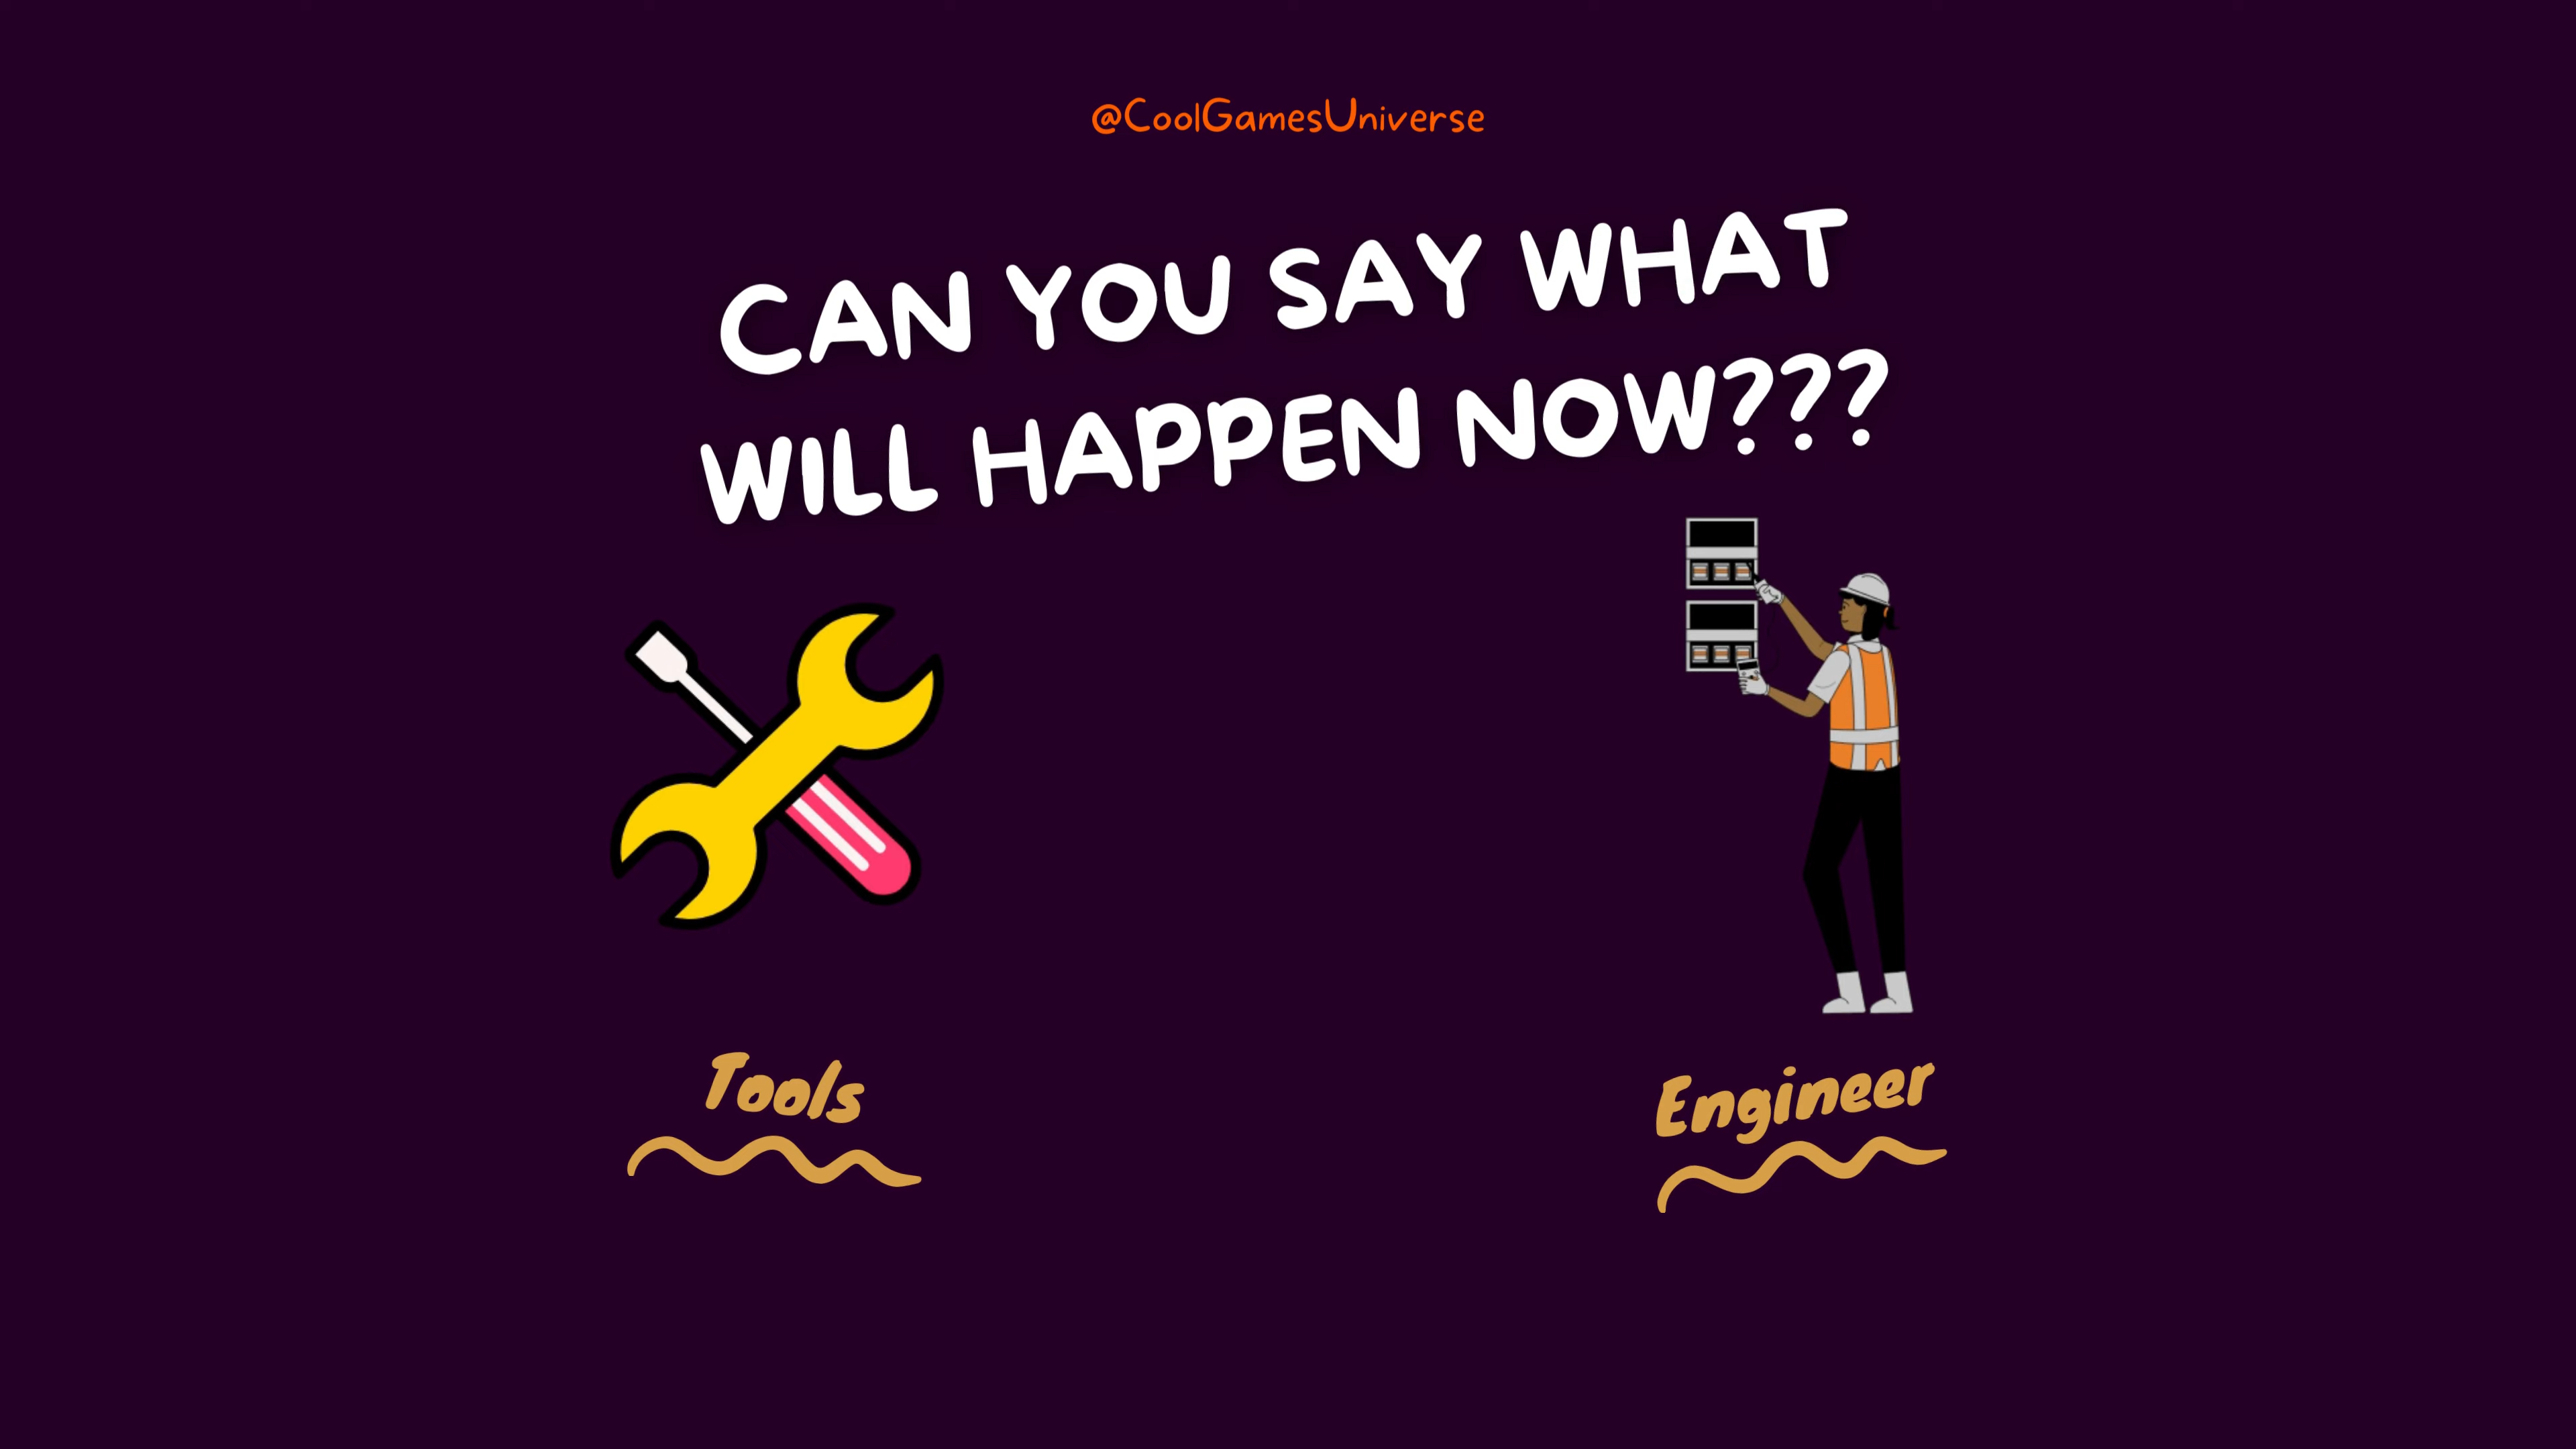 @CoolGamesUniverse
CAN YOU SAY WHAT
WILL HAPPEN NOW???
Tools
Engineer